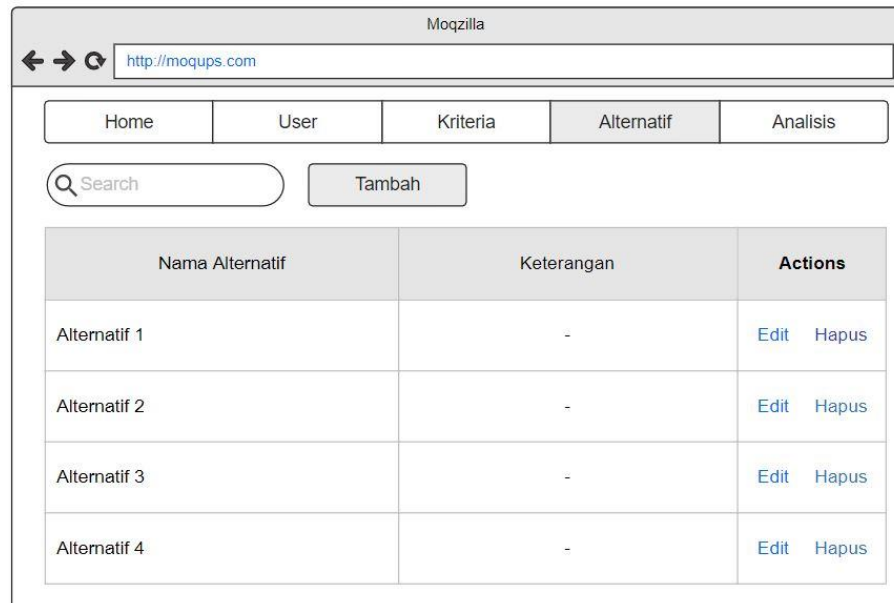 Moqzilla
http://moqups.com
Home User Kriteria Alternatif Analisis
Search Tambah
Nama Alternatif Keterangan Actions
Alternatif 1 - Edit Hapus
Alternatif 2 - Edit Hapus
Alternatif 3 - Edit Hapus
Alternatif 4 - Edit Hapus